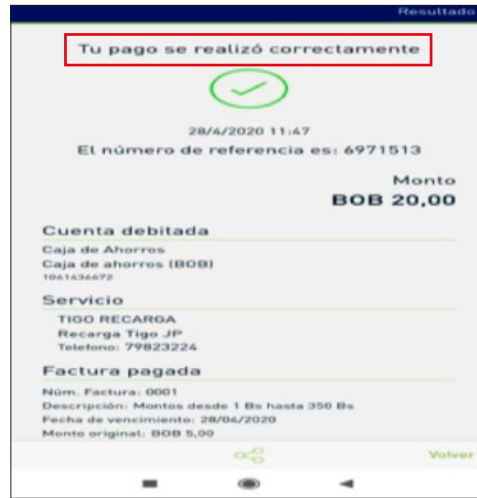 Resultado
Tu pago se realizó correctamente
28/4/2020 11:47
El número de referencia es: 6971513
Monto
BOB 20,00
Cuenta debitada
Caja de Ahorros
Caja de ahorros (BOB)
1061436672
Servicio
TIGO RECARGA
Recarga Tigo JP
Telefono: 79823224
Factura pagada
Núm. Factura: 0001
Descripción: Montos desde 1 Bs hasta 350 Bs
Fecha de vencimiento: 28/04/2020
Monto original: BOB 5,00
Volver